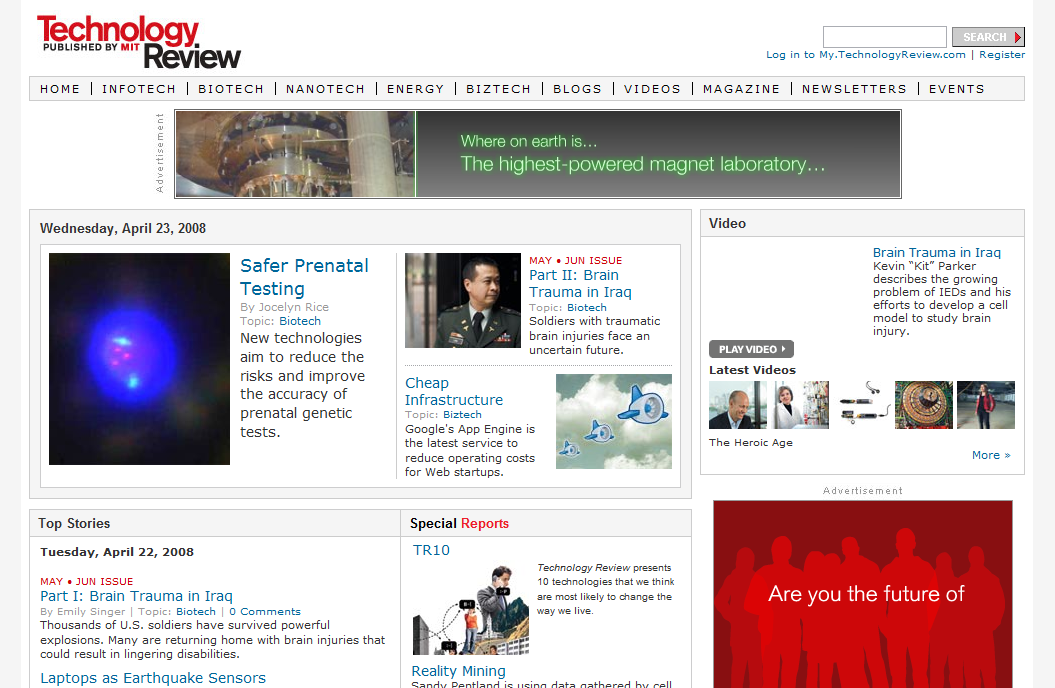 Technology
PUBLISHED BY MIT
Review
SEARCH
Log in to My.TechnologyReview.com | Register
HOME | INFOTECH | BIOTECH | NANOTECH | ENERGY | BIZTECH | BLOGS | VIDEOS | MAGAZINE | NEWSLETTERS | EVENTS
Advertisement
Where on earth is...
The highest-powered magnet laboratory...
Wednesday, April 23, 2008
Safer Prenatal
Testing
By Jocelyn Rice
Topic: Biotech
New technologies
aim to reduce the
risks and improve
the accuracy of
prenatal genetic
tests.
MAY • JUN ISSUE
Part II: Brain
Trauma in Iraq
Topic: Biotech
Soldiers with traumatic
brain injuries face an
uncertain future.
Cheap
Infrastructure
Topic: Biztech
Google's App Engine is
the latest service to
reduce operating costs
for Web startups.
Video
Brain Trauma in Iraq
Kevin “Kit” Parker
describes the growing
problem of IEDs and his
efforts to develop a cell
model to study brain
injury.
PLAY VIDEO
Latest Videos
The Heroic Age
More »
Advertisement
Are you the future of
Top Stories
Tuesday, April 22, 2008
MAY • JUN ISSUE
Part I: Brain Trauma in Iraq
By Emily Singer | Topic: Biotech | 0 Comments
Thousands of U.S. soldiers have survived powerful
explosions. Many are returning home with brain injuries that
could result in lingering disabilities.
Laptops as Earthquake Sensors
Special Reports
TR10
Technology Review presents
10 technologies that we think
are most likely to change the
way we live.
Reality Mining
Sandy Pentland is using data gathered by cell